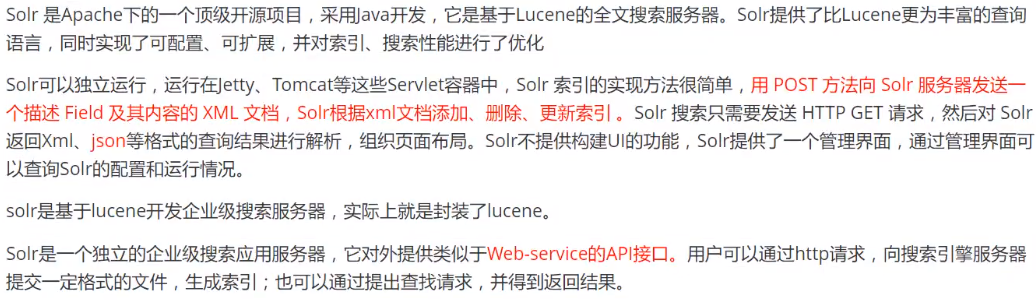 Solr 是Apache下的一个顶级开源项目，采用Java开发，它是基于Lucene的全文搜索服务器。Solr提供了比Lucene更为丰富的查询
语言，同时实现了可配置、可扩展，并对索引、搜索性能进行了优化
Solr可以独立运行，运行在Jetty、Tomcat等这些Servlet容器中，Solr 索引的实现方法很简单，用 POST 方法向 Solr 服务器发送一
个描述 Field 及其内容的 XML 文档，Solr根据xml文档添加、删除、更新索引 。Solr 搜索只需要发送 HTTP GET 请求，然后对 Solr
返回Xml、json等格式的查询结果进行解析，组织页面布局。Solr不提供构建UI的功能，Solr提供了一个管理界面，通过管理界面可
以查询Solr的配置和运行情况。
solr是基于lucene开发企业级搜索服务器，实际上就是封装了lucene。
Solr是一个独立的企业级搜索应用服务器，它对外提供类似于Web-service的API接口。用户可以通过http请求，向搜索引擎服务器
提交一定格式的文件，生成索引；也可以通过提出查找请求，并得到返回结果。